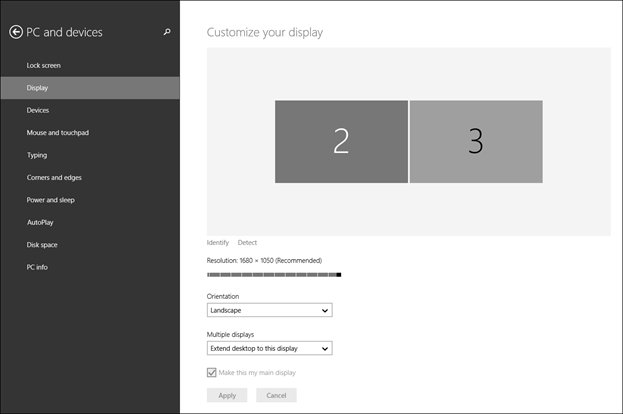 PC and devices
Lock screen
Display
Devices
Mouse and touchpad
Typing
Corners and edges
Power and sleep
AutoPlay
Disk space
PC info
Customize your display
2 3
Identify Detect
Resolution: 1680 × 1050 (Recommended)
Orientation
Landscape
Multiple displays
Extend desktop to this display
Make this my main display
Apply Cancel